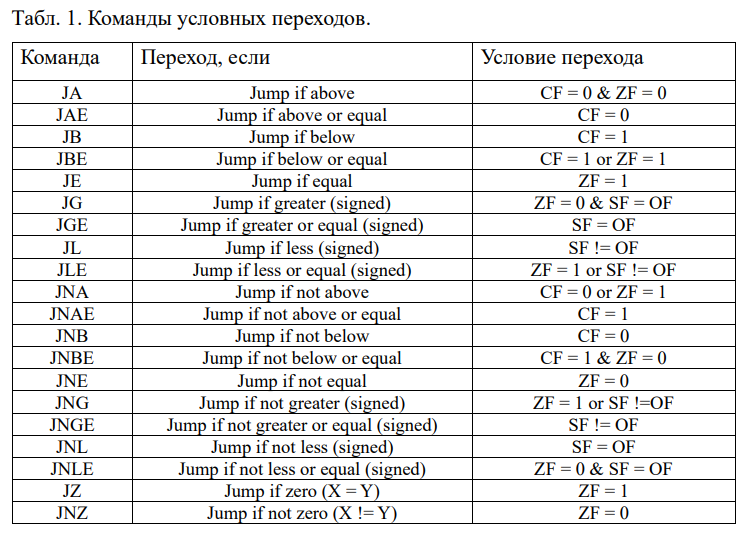 Табл. 1. Команды условных переходов.
Команда Переход, если Условие перехода
JA Jump if above CF = 0 & ZF = 0
JAE Jump if above or equal CF = 0
JB Jump if below CF = 1
JBE Jump if below or equal CF = 1 or ZF = 1
JE Jump if equal ZF = 1
JG Jump if greater (signed) ZF = 0 & SF = OF
JGE Jump if greater or equal (signed) SF = OF
JL Jump if less (signed) SF != OF
JLE Jump if less or equal (signed) ZF = 1 or SF != OF
JNA Jump if not above CF = 0 or ZF = 1
JNAE Jump if not above or equal CF = 1
JNB Jump if not below CF = 0
JNBE Jump if not below or equal CF = 1 & ZF = 0
JNE Jump if not equal ZF = 0
JNG Jump if not greater (signed) ZF = 1 or SF !=OF
JNGE Jump if not greater or equal (signed) SF != OF
JNL Jump if not less (signed) SF = OF
JNLE Jump if not less or equal (signed) ZF = 0 & SF = OF
JZ Jump if zero (X = Y) ZF = 1
JNZ Jump if not zero (X != Y) ZF = 0